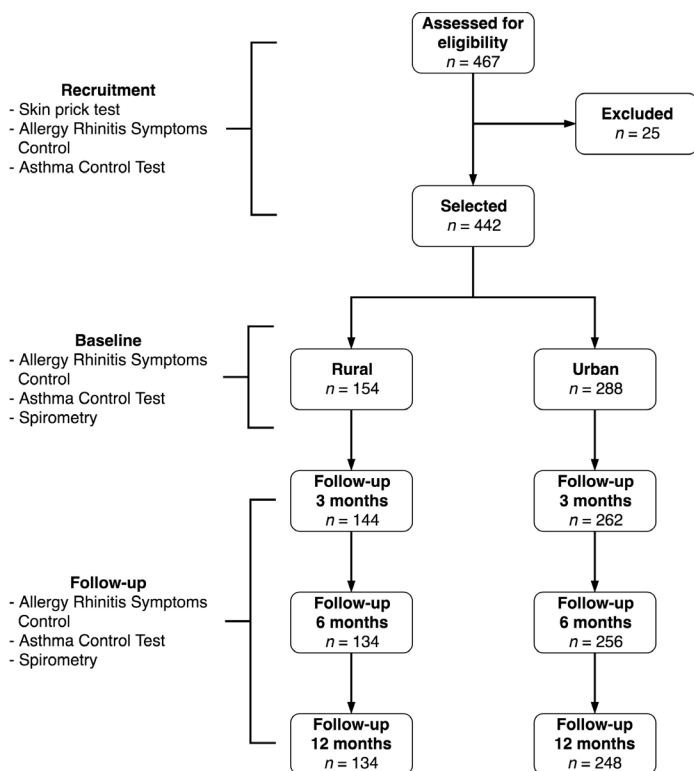 Assessed for
eligibility
n = 467
Recruitment
- Skin prick test
- Allergy Rhinitis Symptoms
Control
- Asthma Control Test
Excluded
n = 25
Selected
n = 442
Baseline
- Allergy Rhinitis Symptoms
Control
- Asthma Control Test
- Spirometry
Rural
n = 154
Urban
n = 288
Follow-up
3 months
n = 144
Follow-up
3 months
n = 262
Follow-up
- Allergy Rhinitis Symptoms
Control
- Asthma Control Test
- Spirometry
Follow-up
6 months
n = 134
Follow-up
6 months
n = 256
Follow-up
12 months
n = 134
Follow-up
12 months
n = 248